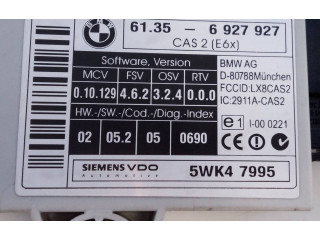 BMW
61.35 - 6 927 927
CAS 2 (E6x)
Software, Version
MCV FSV OSV RTV
0.10.129 4.6.2 3.2.4 0.0.0
HW.-/SW.-/Cod.-/Diag.-Index
02 05.2 05 0690
BMW AG
D-80788München
FCCID:LX8CAS2
IC:2911A-CAS2
e1 I-00 0221
SIEMENS VDO
Automotive
5WK4 7995